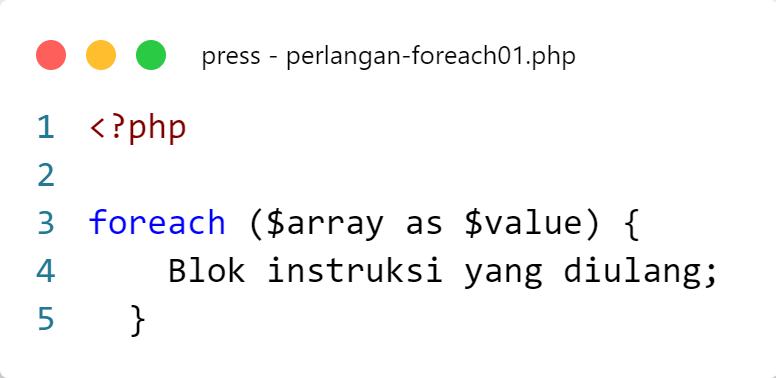 press - perlangan-foreach01.php
1 <?php
2
3 foreach ($array as $value) {
4     Blok instruksi yang diulang;
5   }